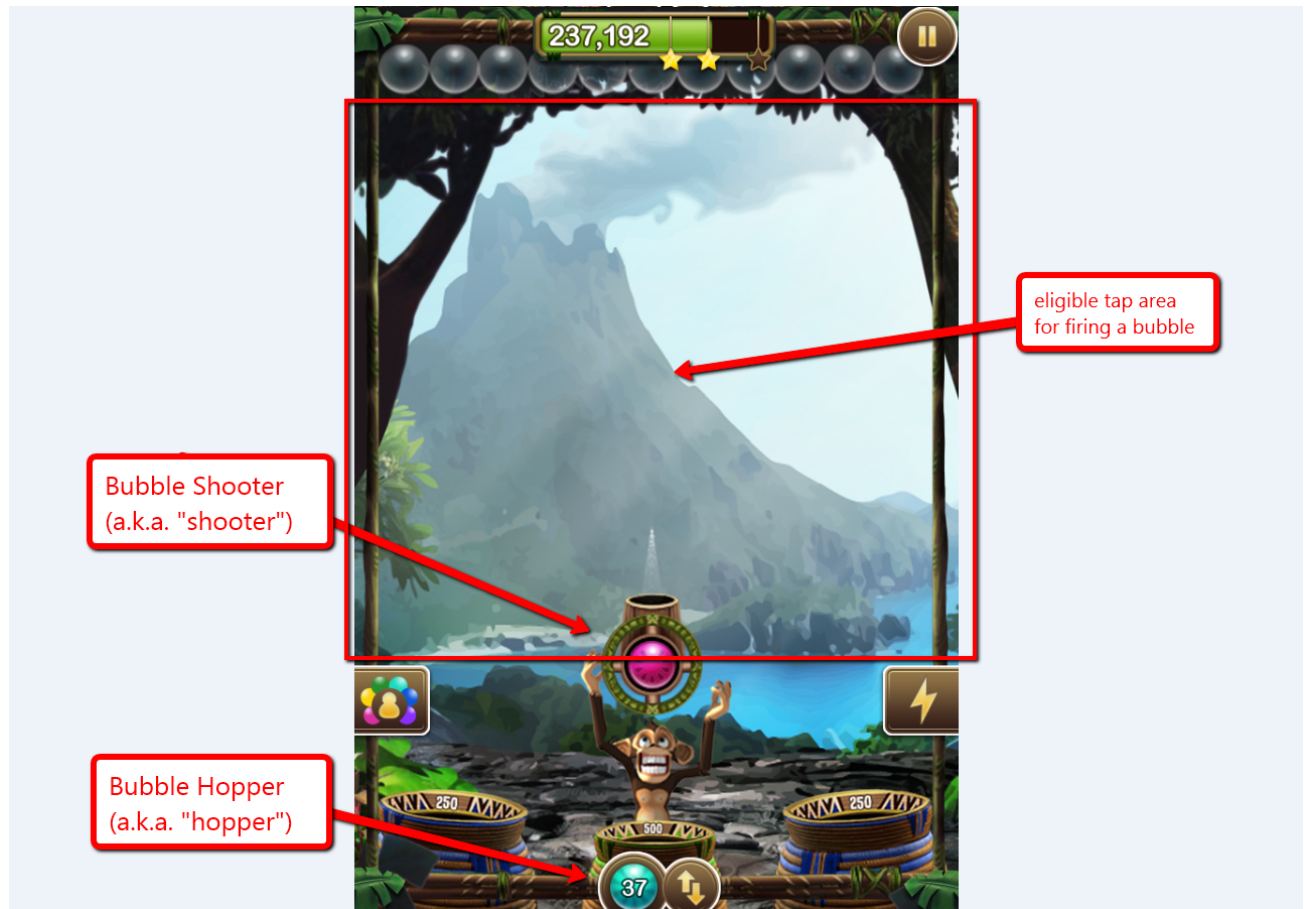 237,192
eligible tap area
for firing a bubble
Bubble Shooter
(a.k.a. "shooter")
Bubble Hopper
(a.k.a. "hopper")
250
250
500
37